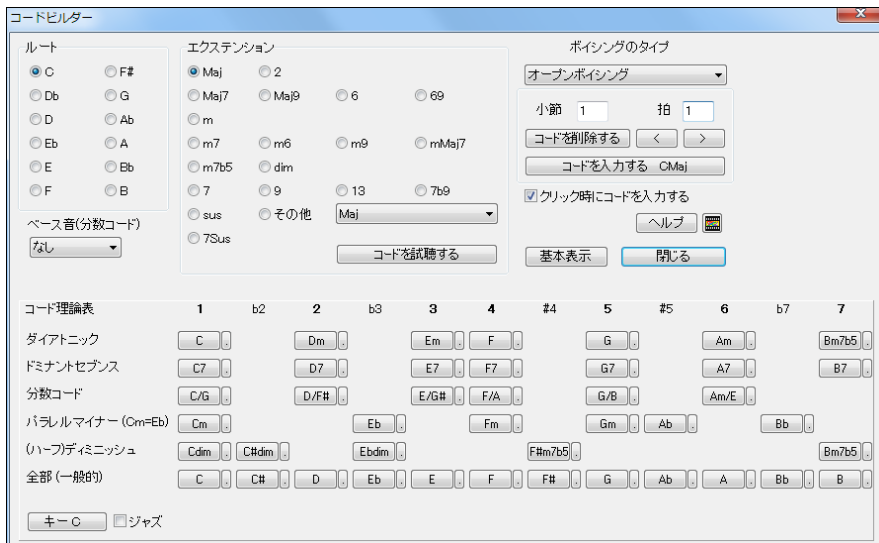 コードビルダー
ルート
C F#
Db G
D Ab
Eb A
E Bb
F B
ベース音(分数コード)
なし
エクステンション
Maj 2
Maj7 Maj9 6 69
m
m7 m6 m9 mMaj7
m7b5 dim
7 9 13 7b9
sus その他 Maj
7Sus
コードを試聴する
ボイシングのタイプ
オープンボイシング
小節 1 拍 1
コードを削除する < >
コードを入力する CMaj
クリック時にコードを入力する
ヘルプ
基本表示 閉じる
コード理論表 1 b2 2 b3 3 4 #4 5 #5 6 b7 7
ダイアトニック C . Dm . Em . F . G . Am . Bm7b5 .
ドミナントセブンス C7 . D7 . E7 . F7 . G7 . A7 . B7 .
分数コード C/G . D/F# . E/G# . F/A . G/B . Am/E .
パラレルマイナー (Cm=Eb) Cm . Eb . Fm . Gm . Ab . Bb .
(ハーフ)ディミニッシュ Cdim . C#dim . Ebdim . F#m7b5 . Bm7b5 .
全部 (一般的) C . C# . D . Eb . E . F . F# . G . Ab . A . Bb . B .
キー C ジャズ